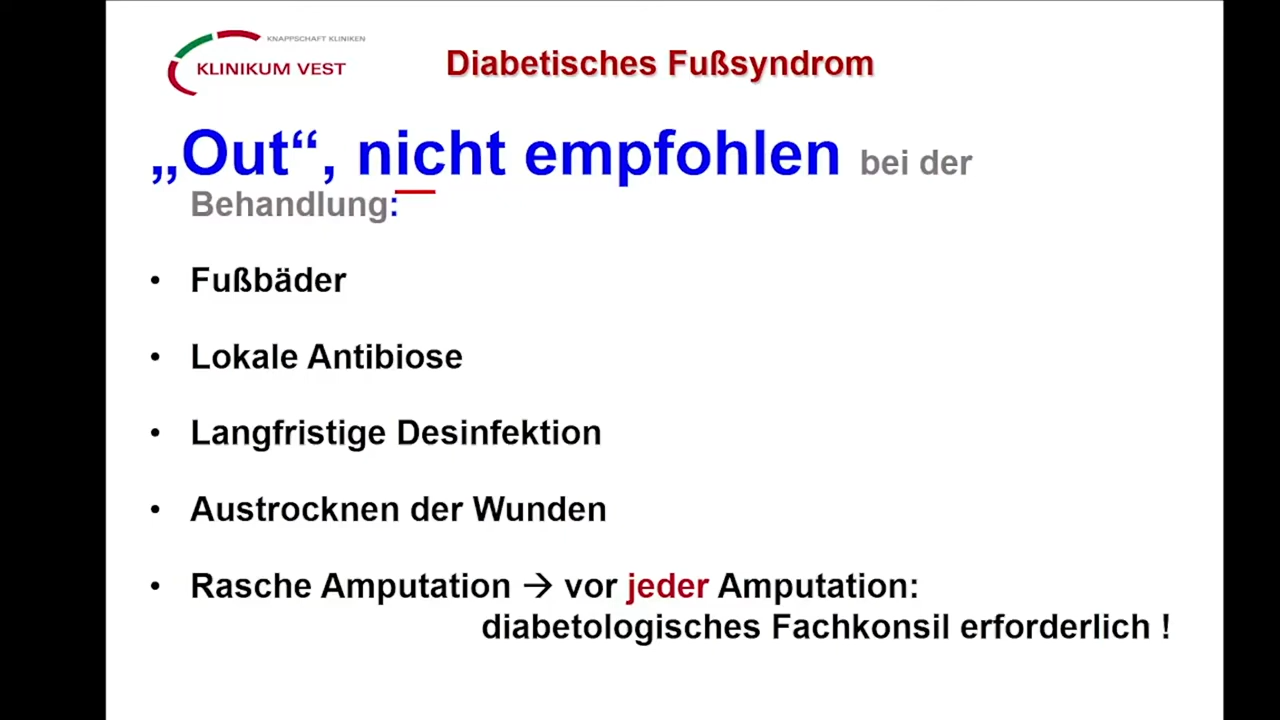 KNAPPSCHAFT KLINIKEN
KLINIKUM VEST
Diabetisches Fußsyndrom
„Out“, nicht empfohlen bei der
Behandlung:
• Fußbäder
• Lokale Antibiose
• Langfristige Desinfektion
• Austrocknen der Wunden
• Rasche Amputation → vor jeder Amputation:
diabetologisches Fachkonsil erforderlich !